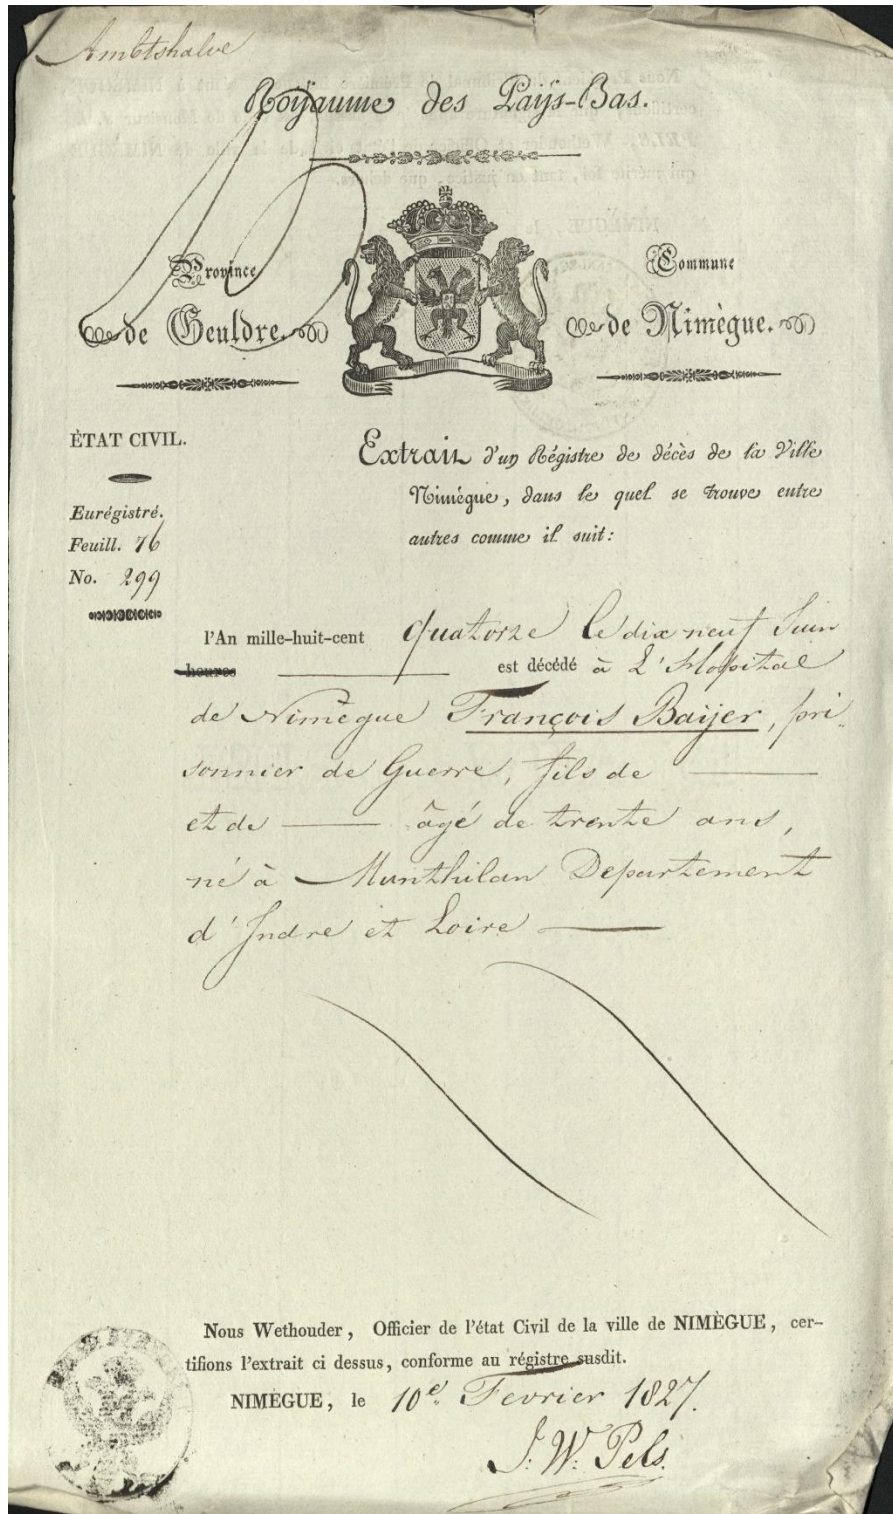 Ambtshalve
Royaume des Païjs-Bas.
Province
de Geuldre.
Commune
de Nimègue.
ÉTAT CIVIL.
Eurégistré.
Feuill. 76
No. 299
Extrait d'un Régistre de décès de la Ville
Nimégue, dans le quel se trouve entre
autres comme il suit:
l'An mille-huit-cent quatorze le dix neuf Juin
heures est décédé à L'Hopital
de Nimègue François Baijer, pri-
sonnier de Guerre, fils de
et de âgé de trente ans,
né à Munthilan Departement
d'Indre et Loire
Nous Wethouder, Officier de l'état Civil de la ville de NIMÈGUE, cer-
tifions l'extrait ci dessus, conforme au régistre susdit.
NIMÈGUE, le 10e. Fevrier 1827.
J. W. Pels.